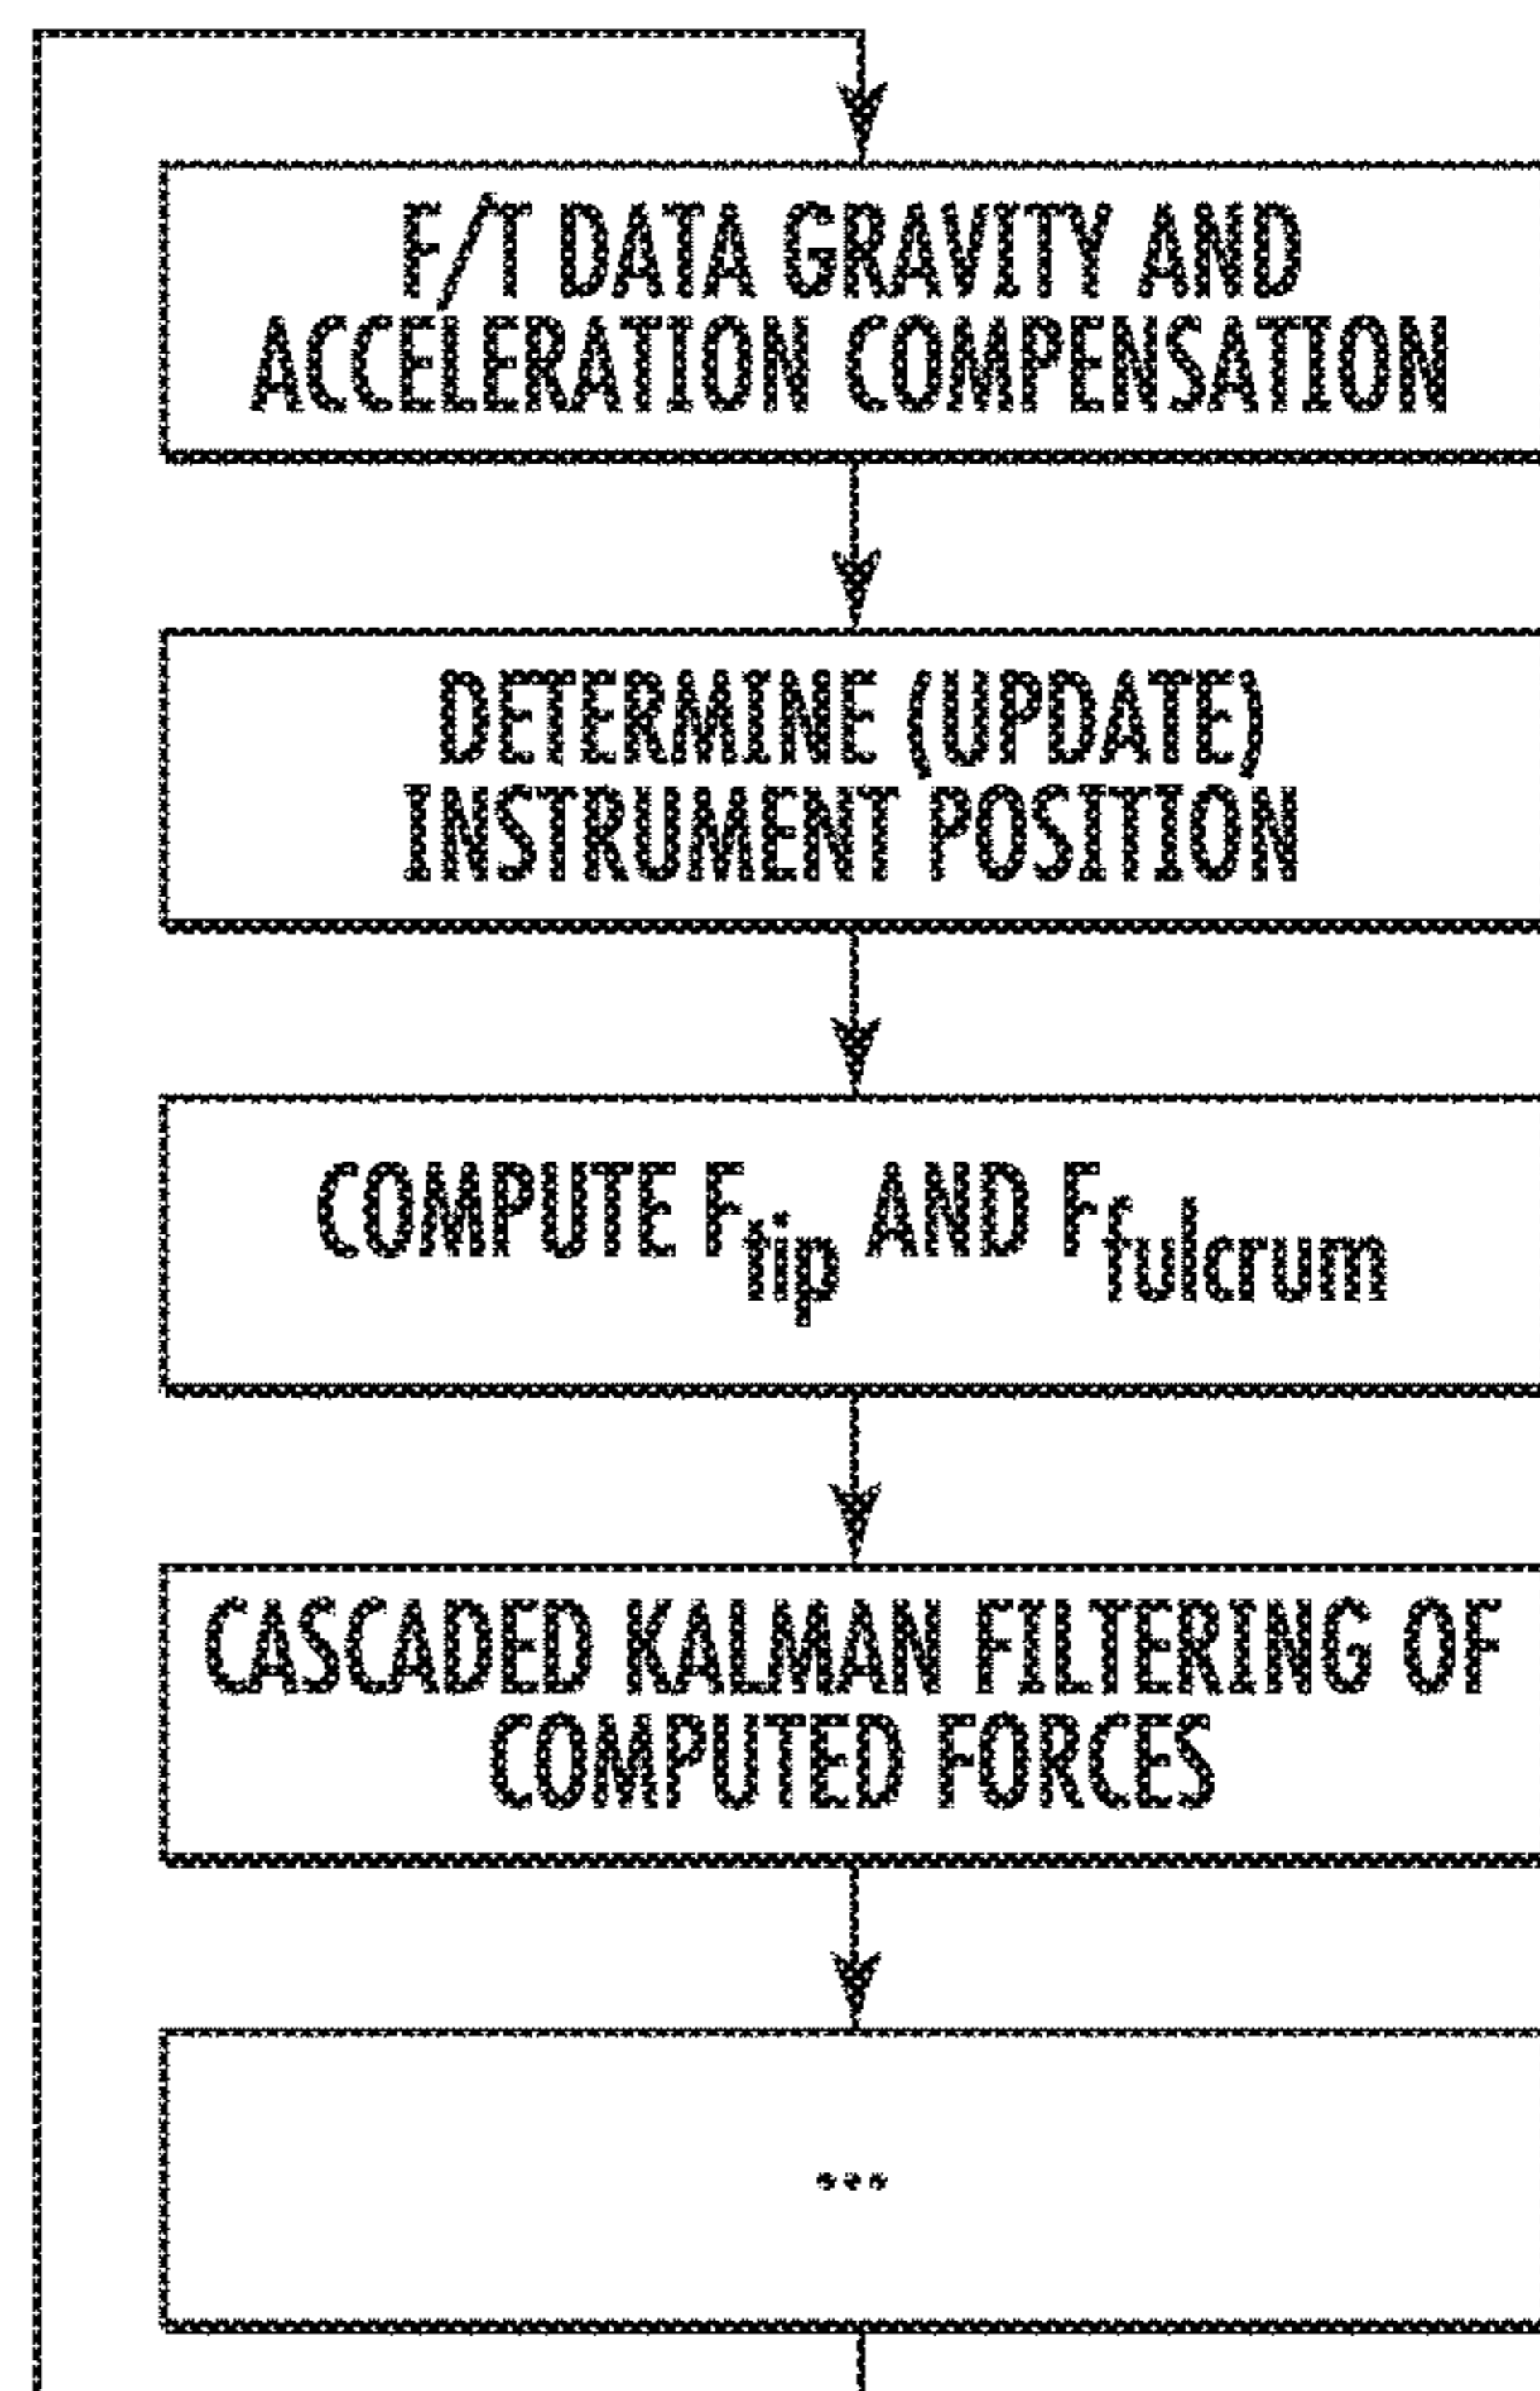 F/T DATA GRAVITY AND
ACCELERATION COMPENSATION
DETERMINE (UPDATE)
INSTRUMENT POSITION
COMPUTE Ftip AND Ffulcrum
CASCADED KALMAN FILTERING OF
COMPUTED FORCES
...